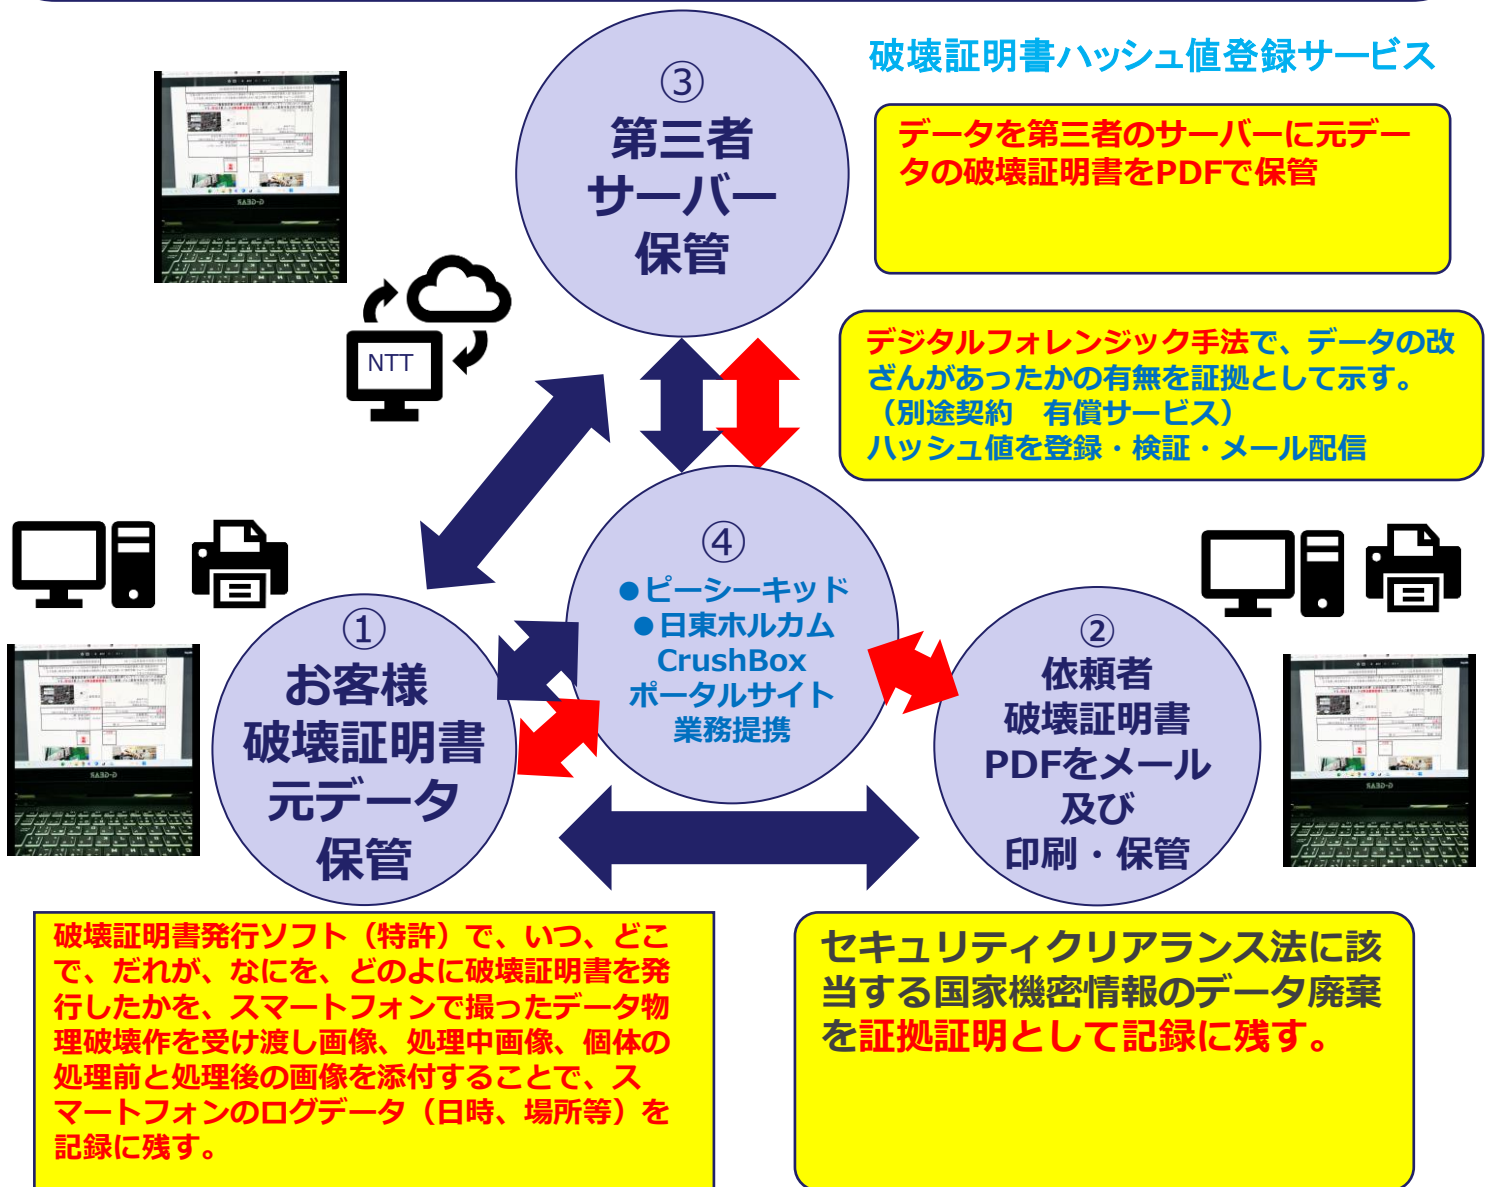 破壊証明書ハッシュ値登録サービス
③
第三者
サーバー
保管
データを第三者のサーバーに元デー
タの破壊証明書をPDFで保管
NTT
デジタルフォレンジック手法で、データの改
ざんがあったかの有無を証拠として示す。
（別途契約　有償サービス）
ハッシュ値を登録・検証・メール配信
④
●ピーシーキッド
●日東ホルカム
CrushBox
ポータルサイト
業務提携
①
お客様
破壊証明書
元データ
保管
②
依頼者
破壊証明書
PDFをメール
及び
印刷・保管
破壊証明書発行ソフト（特許）で、いつ、どこ
で、だれが、なにを、どのよに破壊証明書を発
行したかを、スマートフォンで撮ったデータ物
理破壊作を受け渡し画像、処理中画像、個体の
処理前と処理後の画像を添付することで、ス
マートフォンのログデータ（日時、場所等）を
記録に残す。
セキュリティクリアランス法に該
当する国家機密情報のデータ廃棄
を証拠証明として記録に残す。
G-GEAR
G-GEAR
G-GEAR